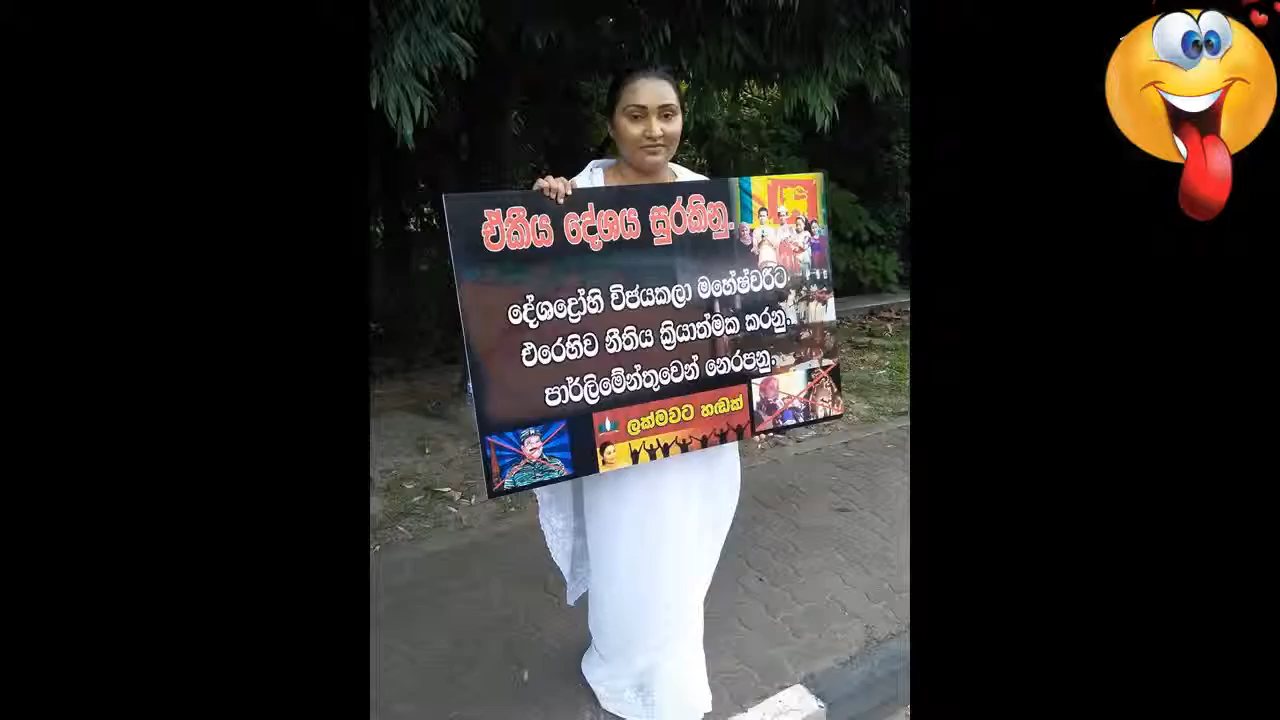 ඒකීය දේශය සුරකිනු.
දේශද්‍රෝහි විජයකලා මහේෂ්වරීට
එරෙහිව නීතිය ක්‍රියාත්මක කරනු.
පාර්ලිමේන්තුවෙන් නෙරපනු.
ලක්මවට හඬක්